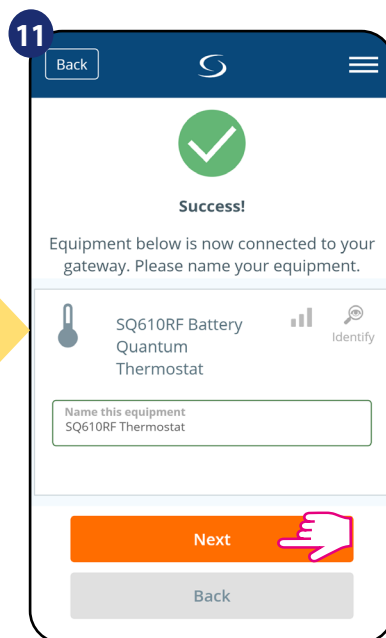 11
Back
Success!
Equipment below is now connected to your
gateway. Please name your equipment.
SQ610RF Battery
Quantum
Thermostat
Identify
Name this equipment
SQ610RF Thermostat
Next
Back